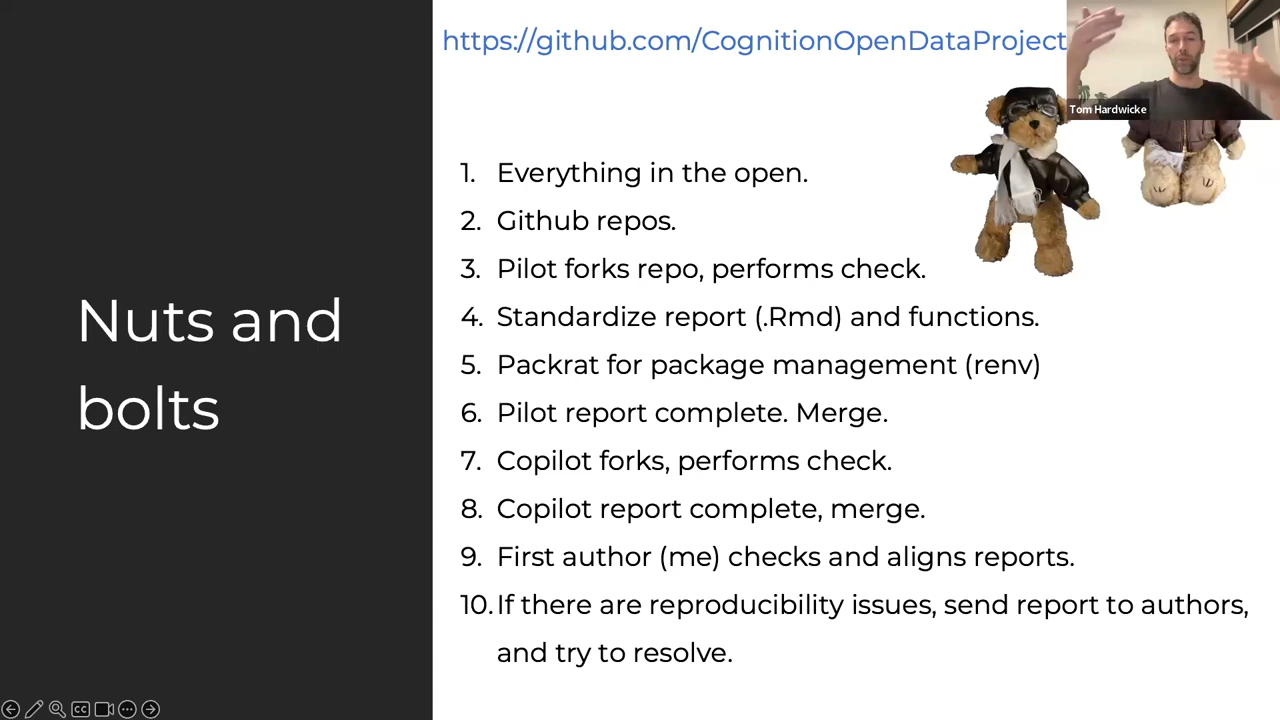 https://github.com/CognitionOpenDataProject
Tom Hardwicke
Nuts and
bolts
1. Everything in the open.
2. Github repos.
3. Pilot forks repo, performs check.
4. Standardize report (.Rmd) and functions.
5. Packrat for package management (renv)
6. Pilot report complete. Merge.
7. Copilot forks, performs check.
8. Copilot report complete, merge.
9. First author (me) checks and aligns reports.
10. If there are reproducibility issues, send report to authors,
and try to resolve.
CC